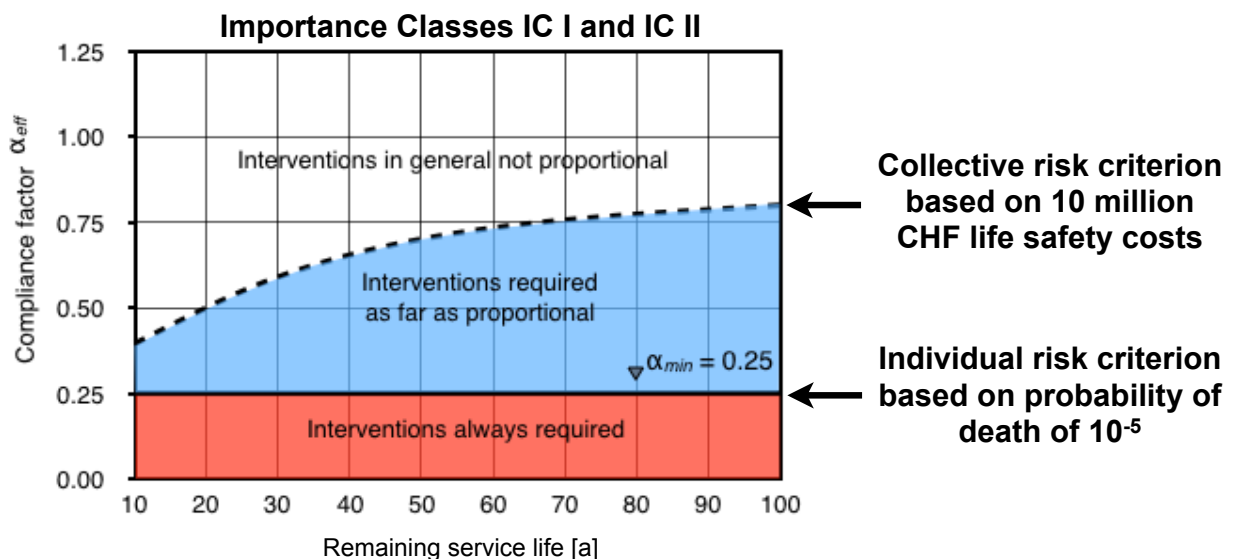 Importance Classes IC I and IC II
1.25
1.00
0.75
0.50
0.25
0.00
Compliance factor αeff
Interventions in general not proportional
Interventions required
as far as proportional
αmin = 0.25
Interventions always required
10 20 30 40 50 60 70 80 90 100
Remaining service life [a]
Collective risk criterion
based on 10 million
CHF life safety costs
Individual risk criterion
based on probability of
death of 10-5